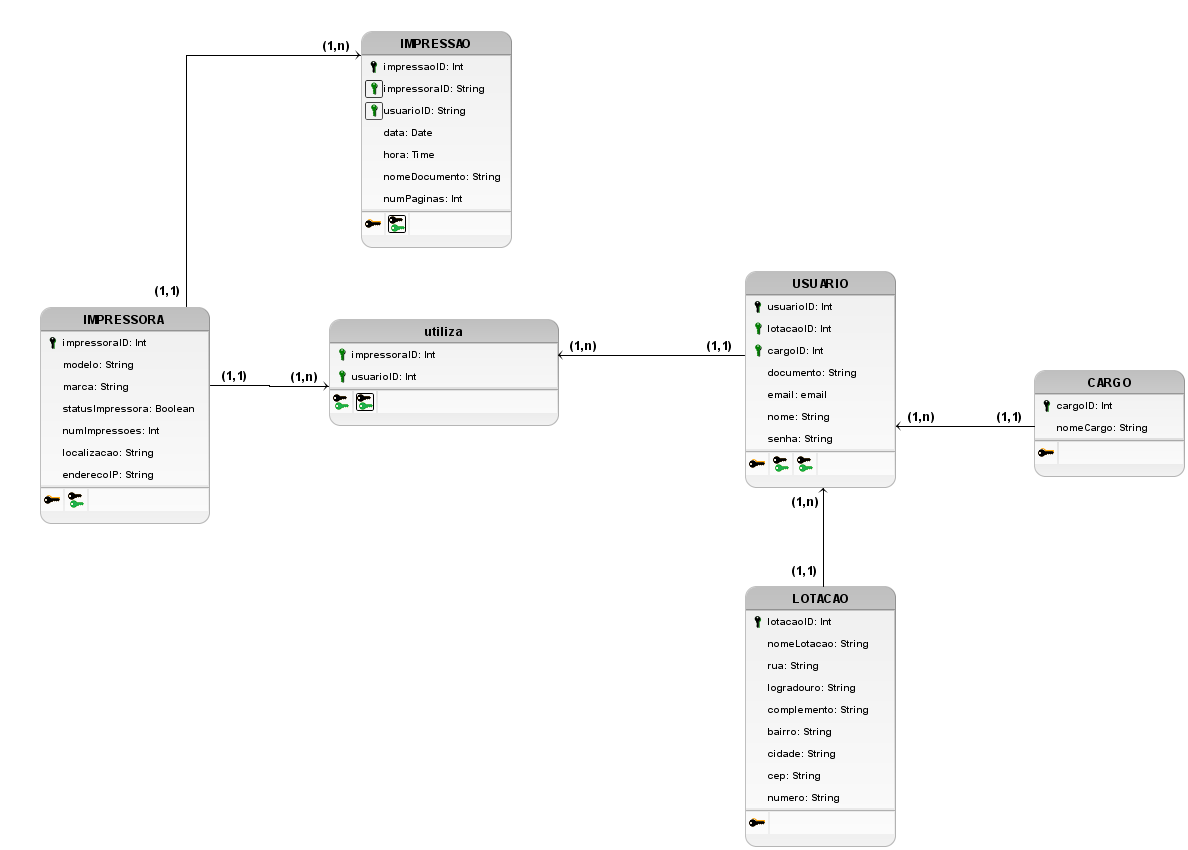 (1,n)
IMPRESSAO
impressaoID: Int
impressoraID: String
usuarioID: String
data: Date
hora: Time
nomeDocumento: String
numPaginas: Int
(1,1)
IMPRESSORA
impressoraID: Int
modelo: String
marca: String
statusImpressora: Boolean
numImpressoes: Int
localizacao: String
enderecoIP: String
(1,1)
(1,n)
utiliza
impressoraID: Int
usuarioID: Int
(1,n)
(1,1)
USUARIO
usuarioID: Int
lotacaoID: Int
cargoID: Int
documento: String
email: email
nome: String
senha: String
(1,n)
(1,1)
CARGO
cargoID: Int
nomeCargo: String
(1,n)
(1,1)
LOTACAO
lotacaoID: Int
nomeLotacao: String
rua: String
logradouro: String
complemento: String
bairro: String
cidade: String
cep: String
numero: String